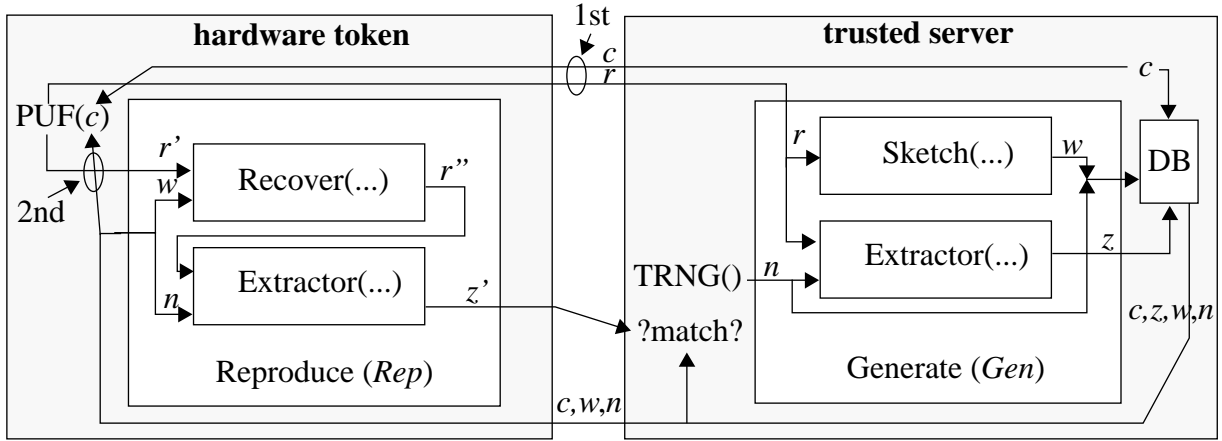 1st
hardware token
trusted server
c
c
r
PUF(c)
r'
Recover(...)
r''
w
2nd
Extractor(...)
n
z'
Reproduce (Rep)
r
Sketch(...)
w
DB
Extractor(...)
z
TRNG()
n
?match?
c,z,w,n
Generate (Gen)
c,w,n